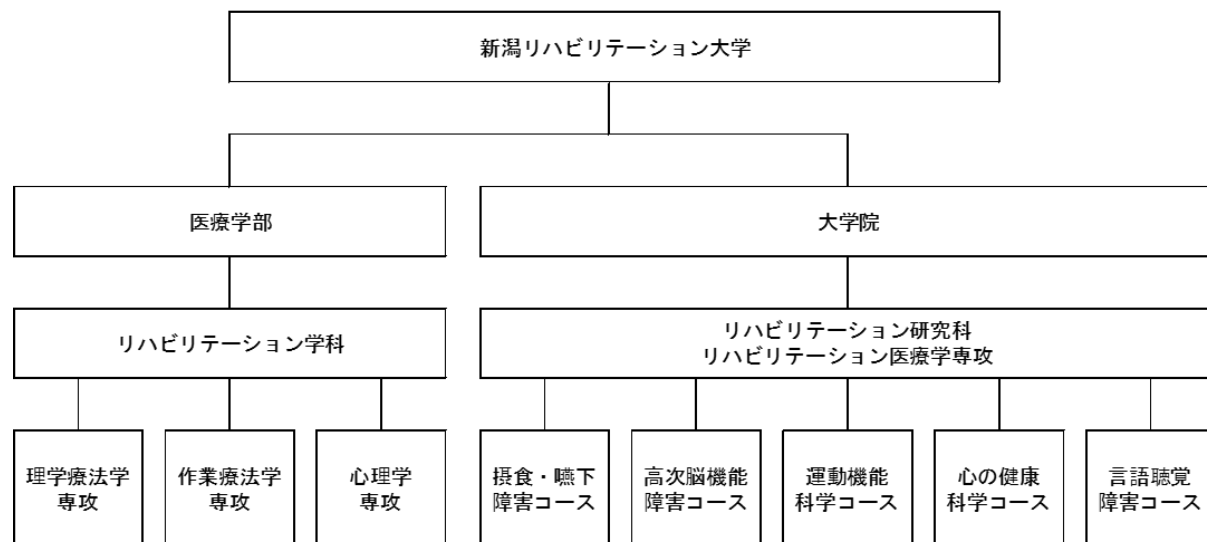 新潟リハビリテーション大学
医療学部
大学院
リハビリテーション学科
リハビリテーション研究科
リハビリテーション医療学専攻
理学療法学
専攻
作業療法学
専攻
心理学
専攻
摂食・嚥下
障害コース
高次脳機能
障害コース
運動機能
科学コース
心の健康
科学コース
言語聴覚
障害コース